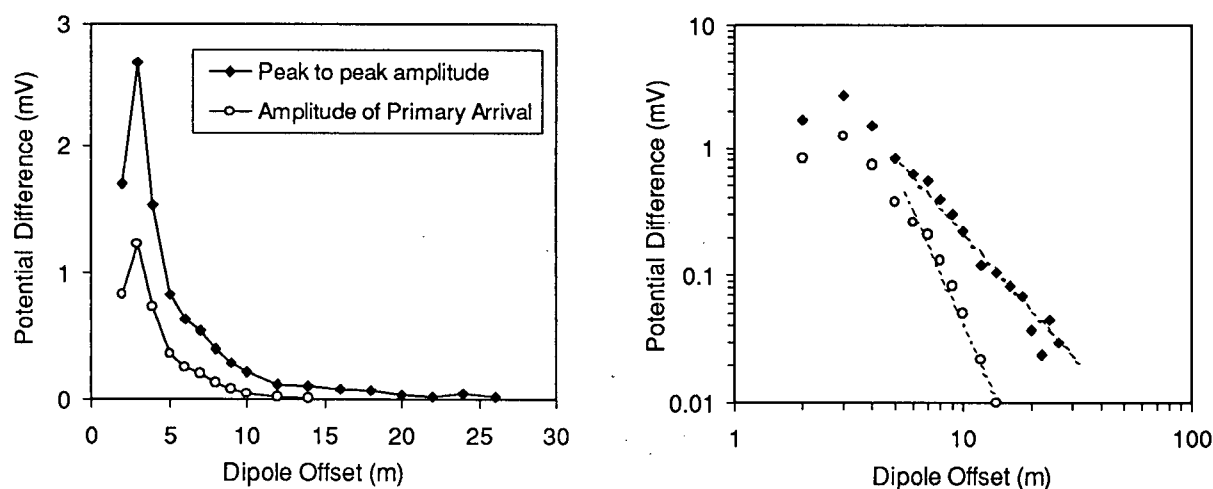 3
2
1
0
Potential Difference (mV)
Peak to peak amplitude
Amplitude of Primary Arrival
0 5 10 15 20 25 30
Dipole Offset (m)
10
1
0.1
0.01
Potential Difference (mV)
1 10 100
Dipole Offset (m)